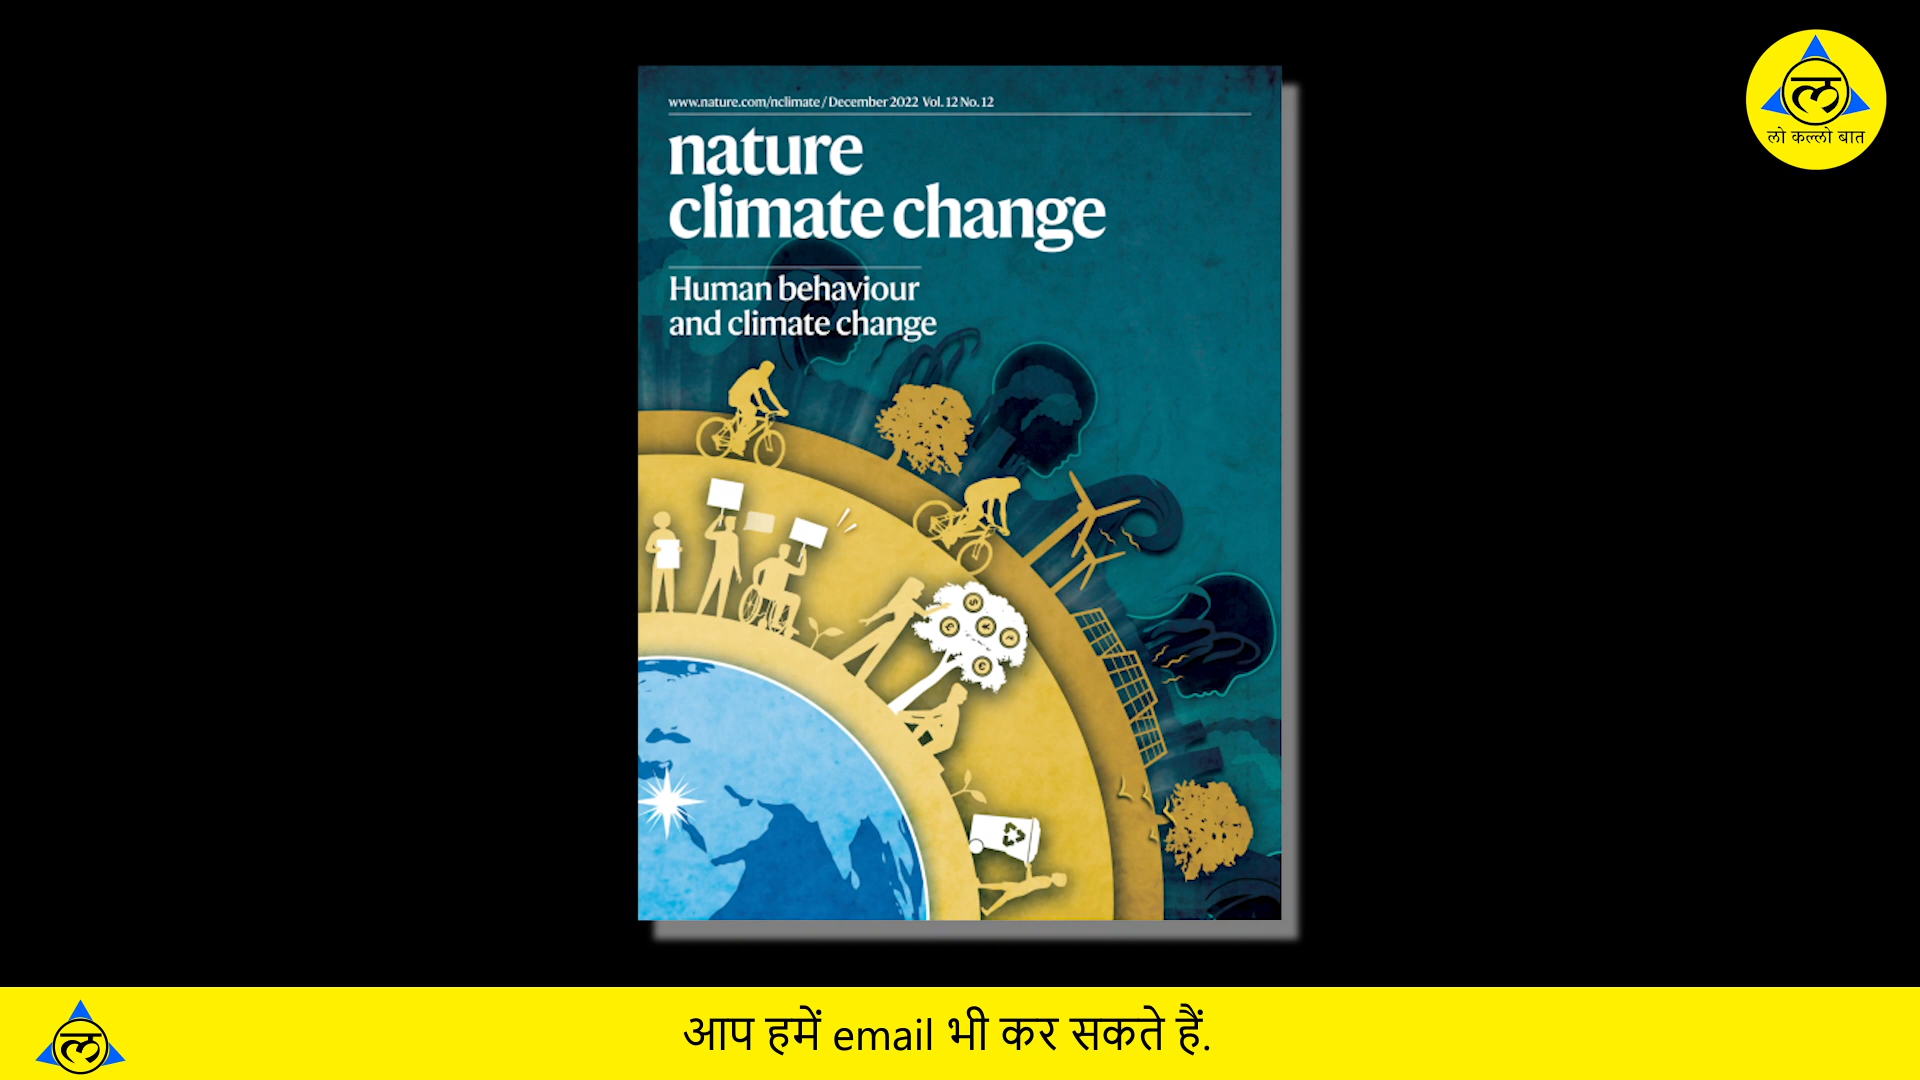 www.nature.com/nclimate / December 2022 Vol. 12 No. 12
nature
climate change
Human behaviour
and climate change
ल
लो कल्लो बात
ल
आप हमें email भी कर सकते हैं.